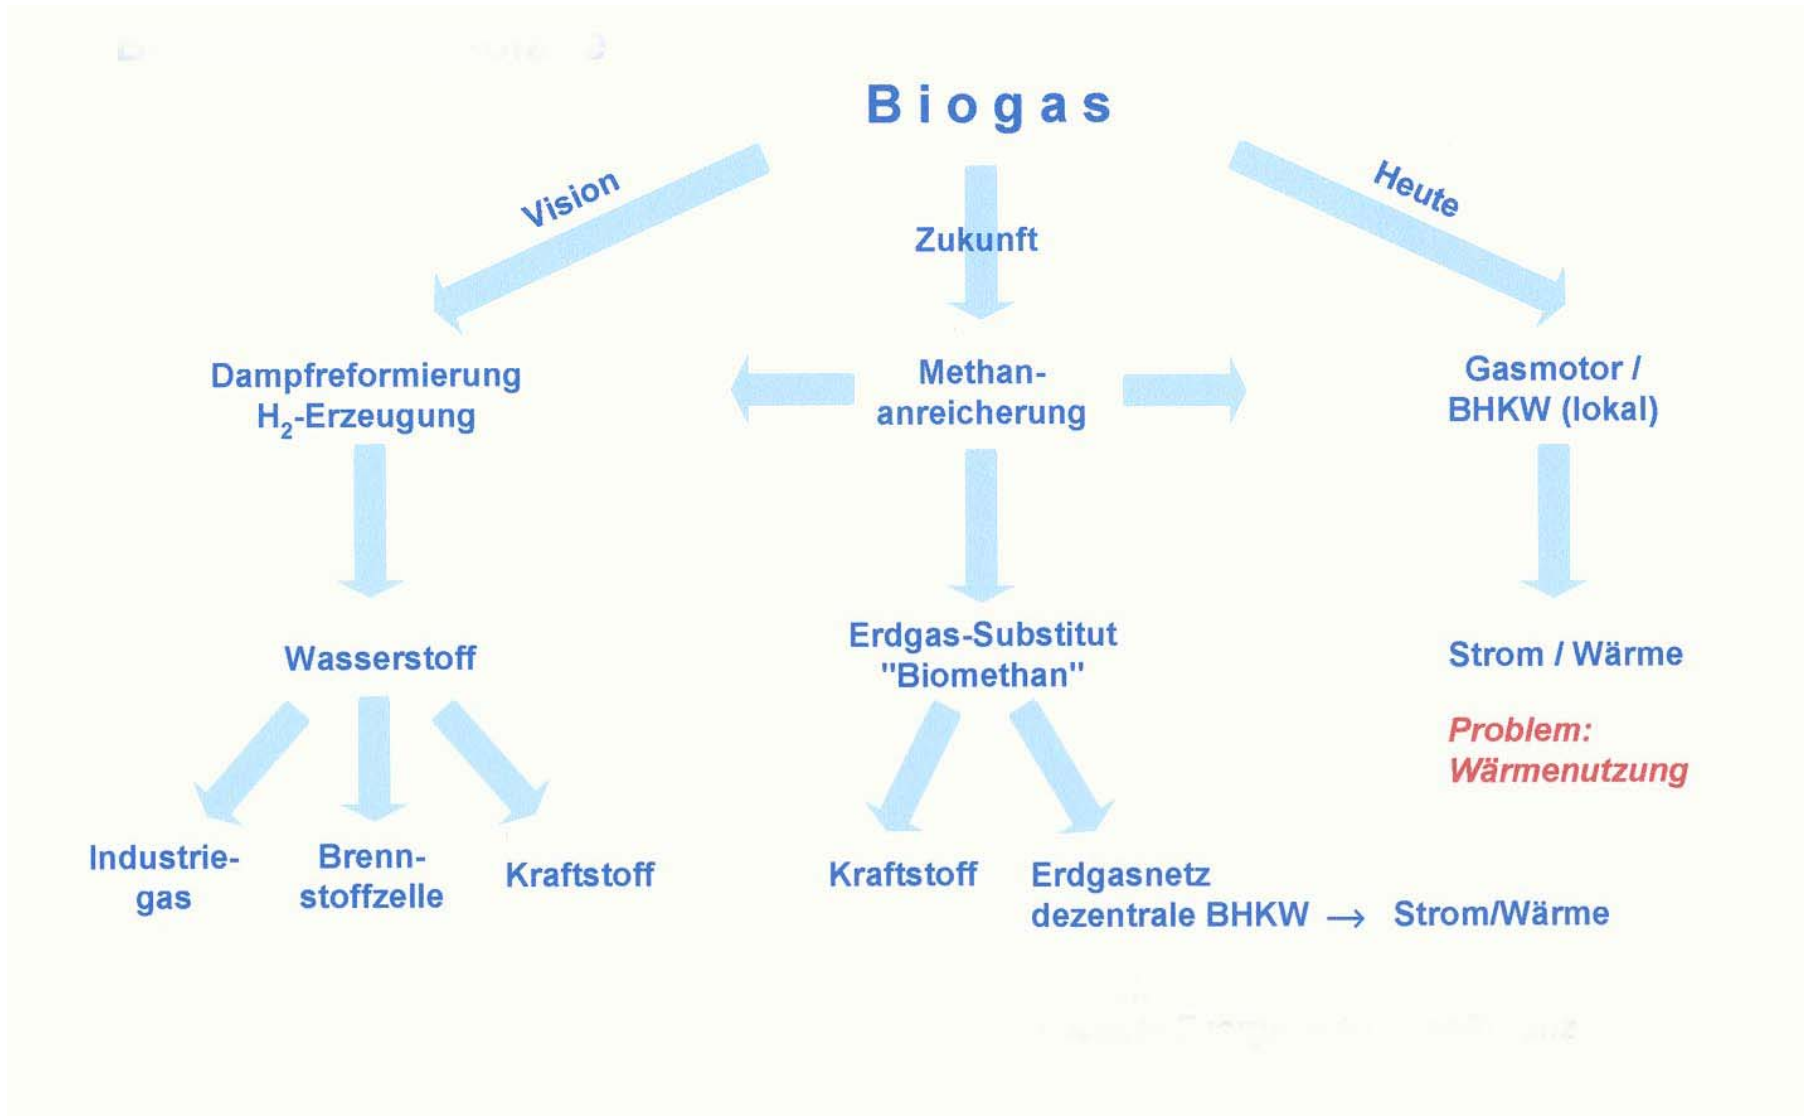 Biogas
Vision
Zukunft
Heute
Dampfreformierung
H₂-Erzeugung
Methan-
anreicherung
Gasmotor /
BHKW (lokal)
Wasserstoff
Erdgas-Substitut
"Biomethan"
Strom / Wärme
Problem:
Wärmenutzung
Industrie-
gas
Brenn-
stoffzelle
Kraftstoff
Kraftstoff
Erdgasnetz
dezentrale BHKW → Strom/Wärme